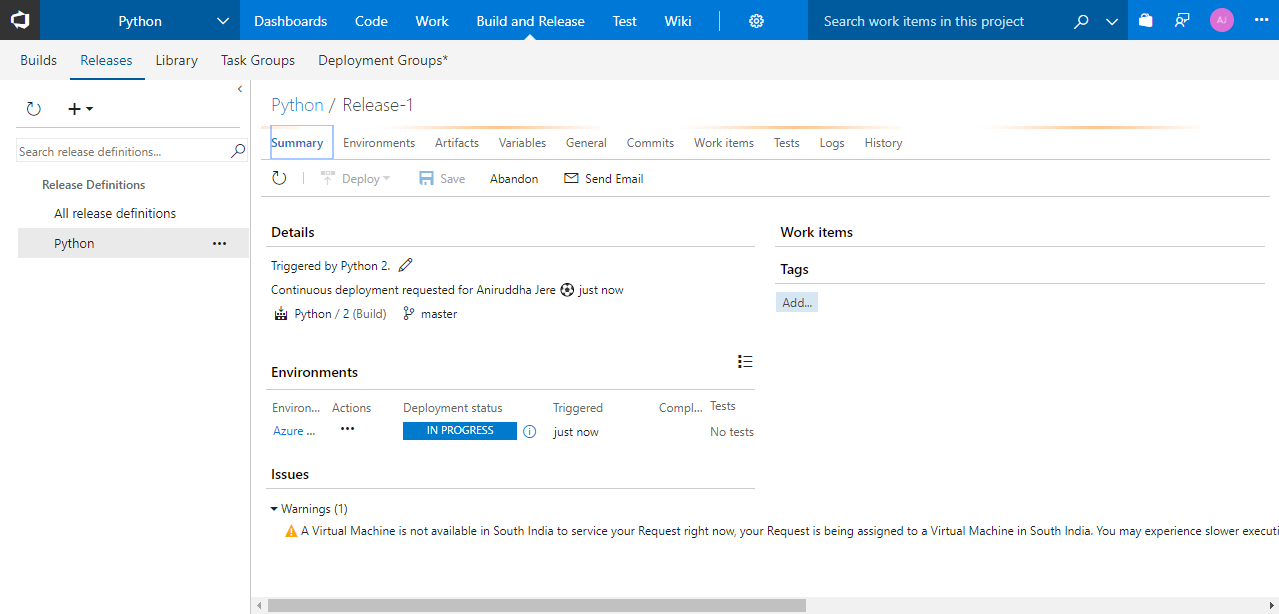 Python Dashboards Code Work Build and Release Test Wiki Search work items in this project AJ
Builds Releases Library Task Groups Deployment Groups*
Search release definitions...
Release Definitions
All release definitions
Python ...
Python / Release-1
Summary Environments Artifacts Variables General Commits Work items Tests Logs History
Deploy Save Abandon Send Email
Details
Triggered by Python 2.
Continuous deployment requested for Aniruddha Jere just now
Python / 2 (Build) master
Environments
Environ... Actions Deployment status Triggered Compl... Tests
Azure ... ... IN PROGRESS just now No tests
Issues
Warnings (1)
A Virtual Machine is not available in South India to service your Request right now, your Request is being assigned to a Virtual Machine in South India. You may experience slower executi
Work items
Tags
Add...